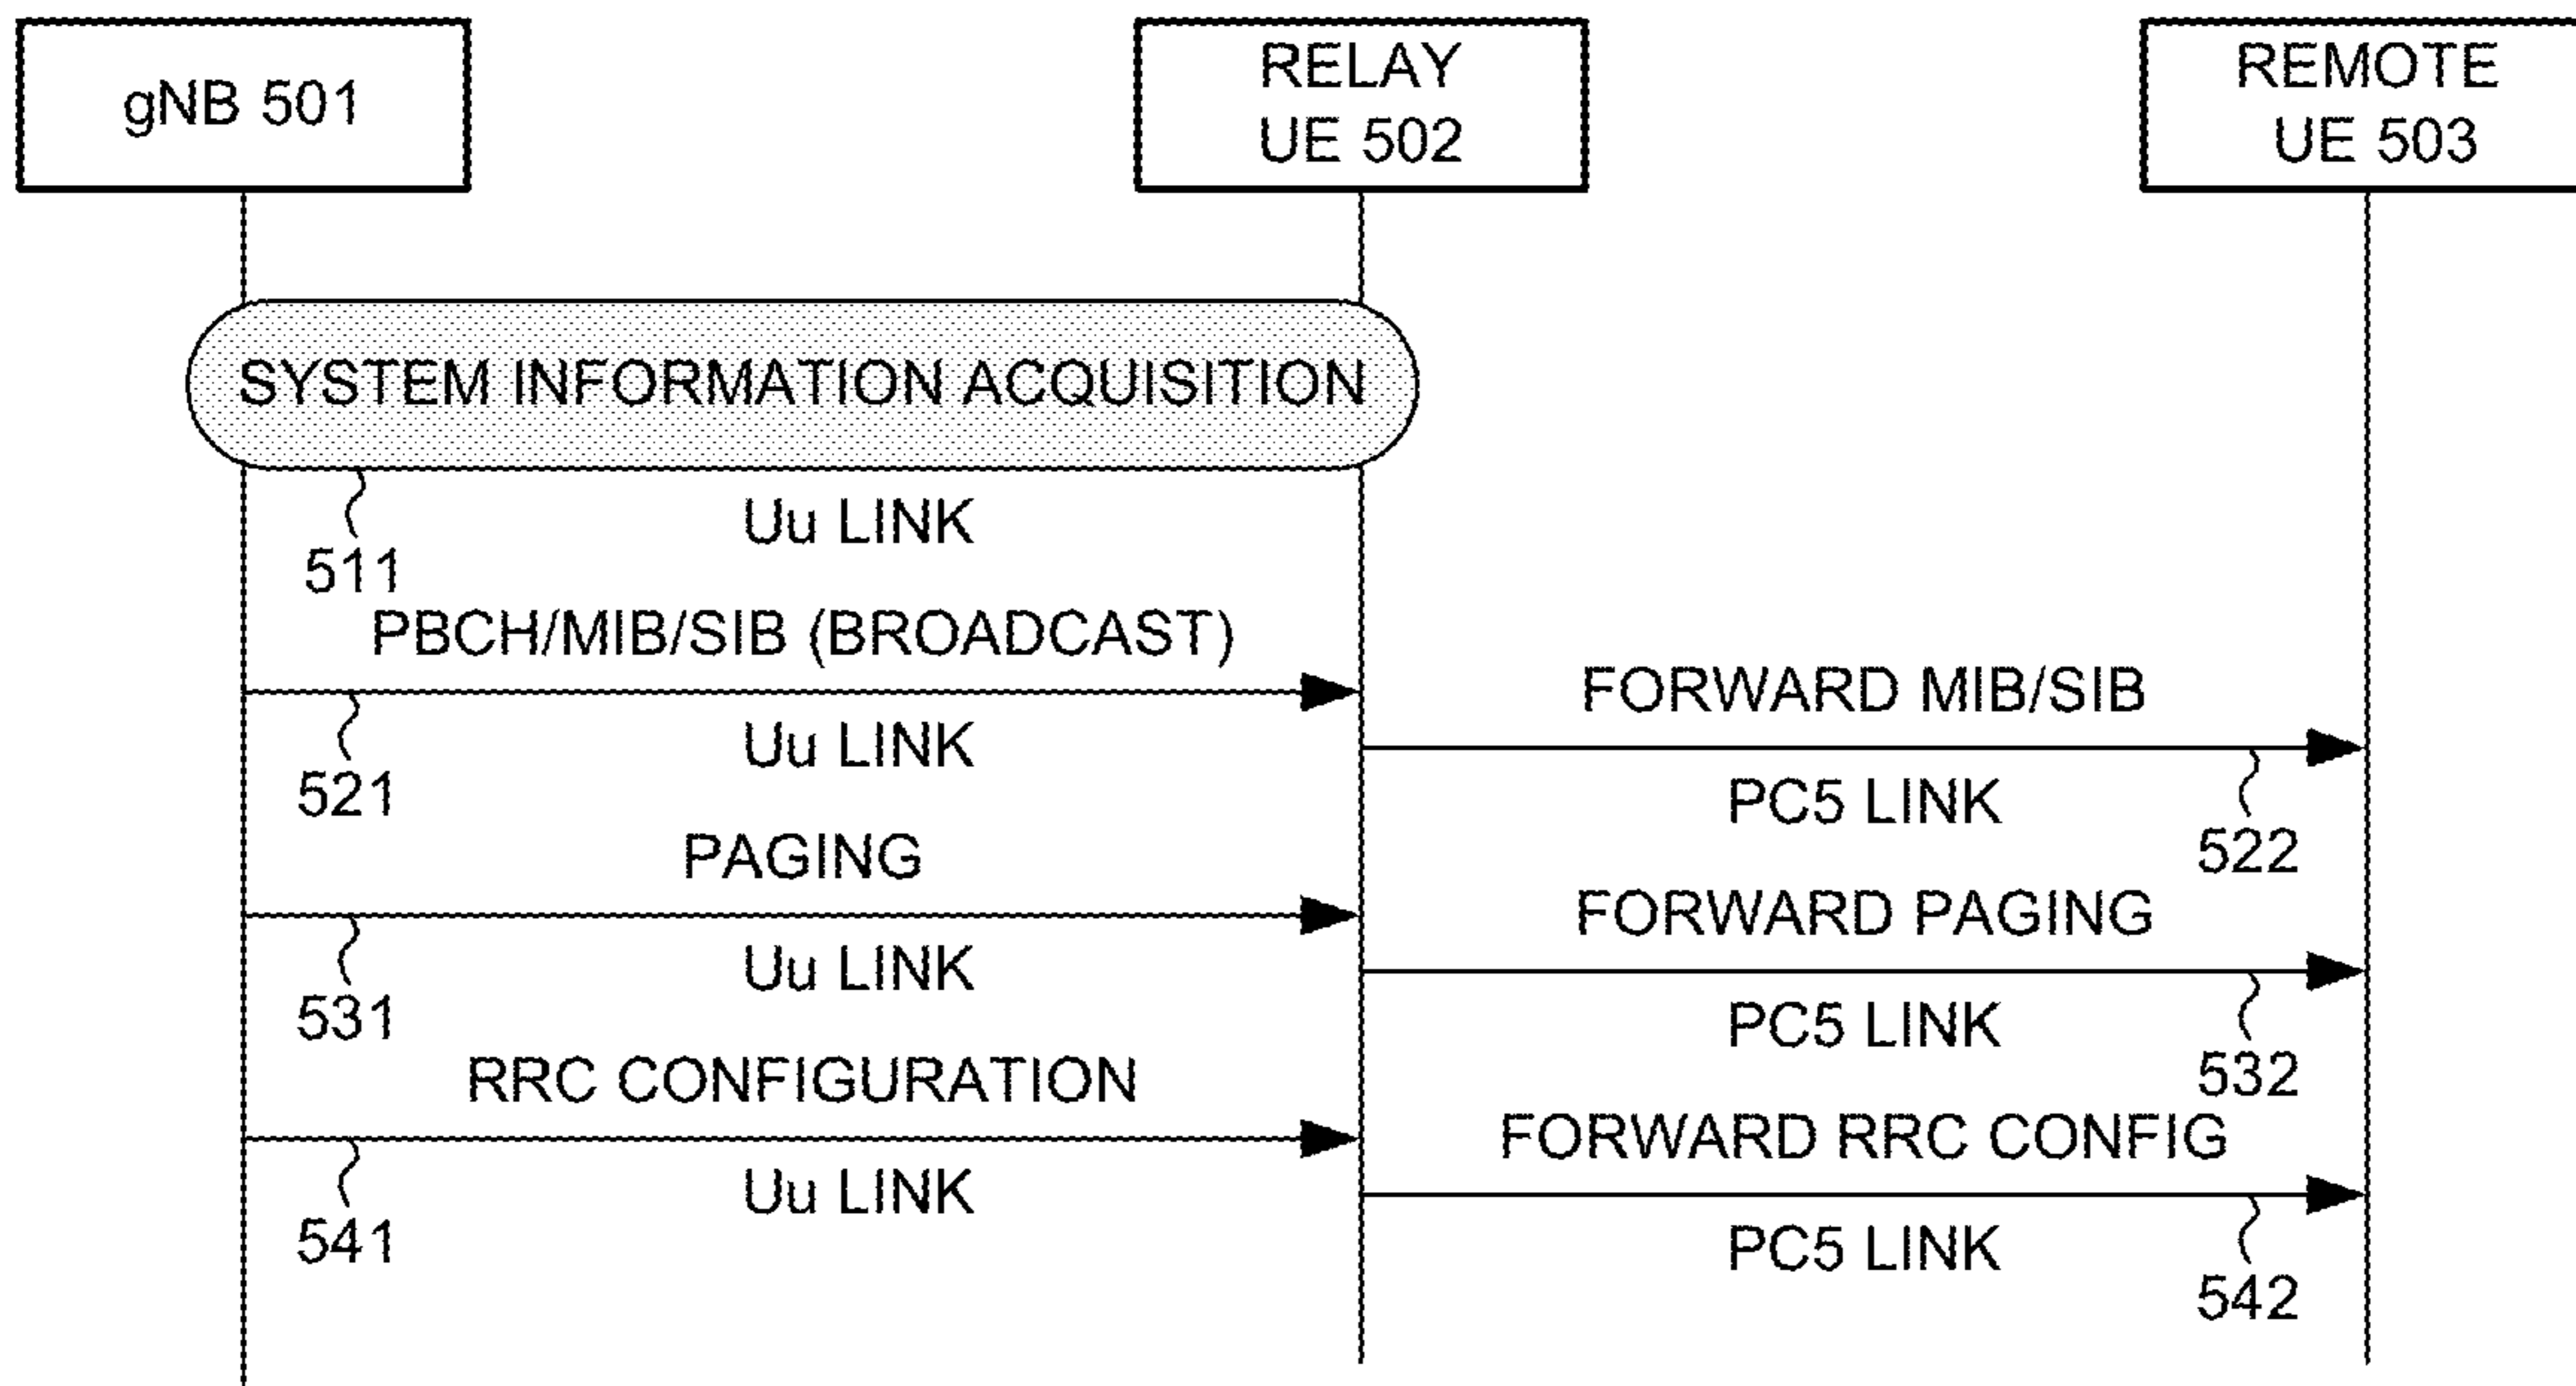 gNB 501
RELAY
UE 502
REMOTE
UE 503
SYSTEM INFORMATION ACQUISITION
Uu LINK
511
PBCH/MIB/SIB (BROADCAST)
FORWARD MIB/SIB
Uu LINK
521
PC5 LINK
522
PAGING
FORWARD PAGING
Uu LINK
531
PC5 LINK
532
RRC CONFIGURATION
FORWARD RRC CONFIG
Uu LINK
541
PC5 LINK
542